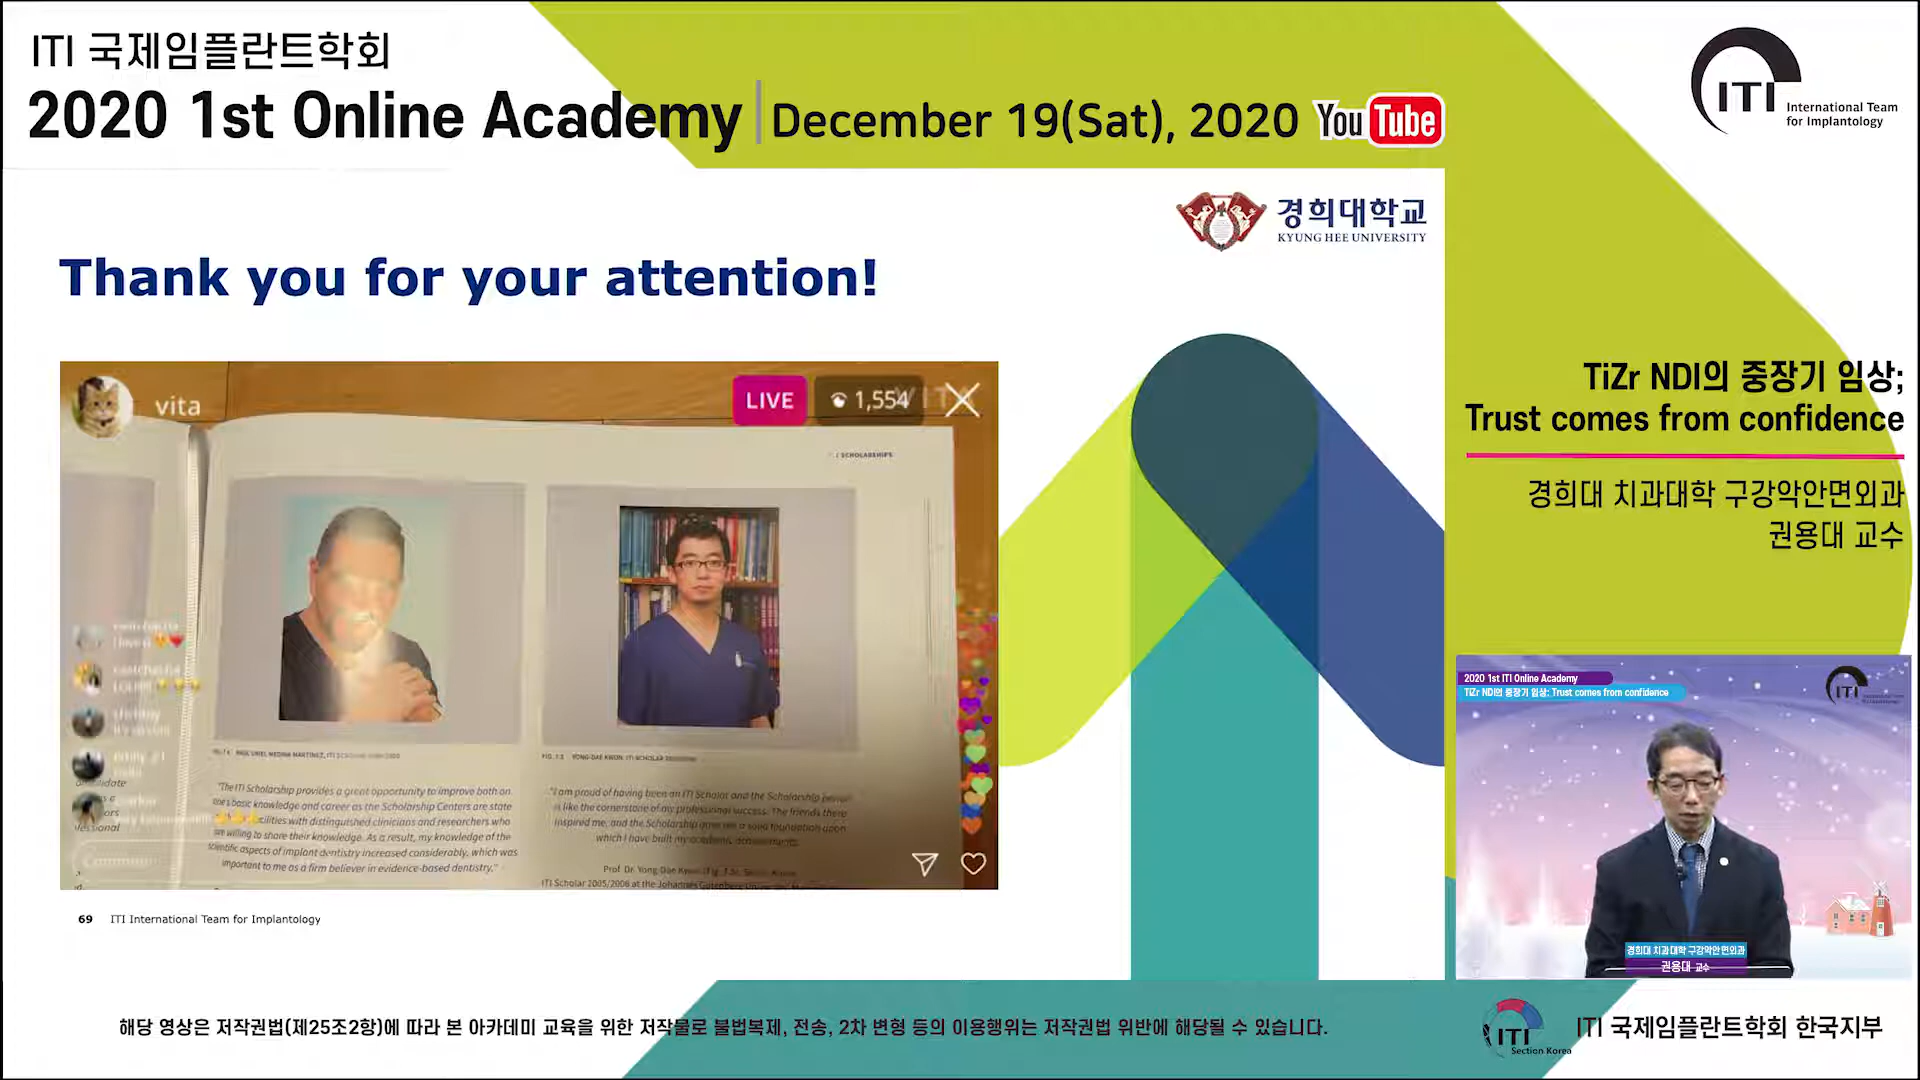 ITI 국제임플란트학회
2020 1st Online Academy
December 19(Sat), 2020
YouTube
ITI
International Team
for Implantology
경희대학교
KYUNG HEE UNIVERSITY
Thank you for your attention!
vita
LIVE
1,554
SCHOLARSHIPS
"The ITI Scholarship provides a great opportunity to improve both on
one's basic knowledge and career as the Scholarship Centers are state
facilities with distinguished clinicians and researchers who
are willing to share their knowledge. As a result, my knowledge of the
scientific aspects of implant dentistry increased considerably, which was
important to me as a firm believer in evidence-based dentistry."
"I am proud of having been an ITI Scholar and the Scholarship period
is like the cornerstone of my professional success. The friends there
inspired me, and the Scholarship gave me a solid foundation upon
which I have built my academic achievements.
Prof. Dr. Yong-Dae Kwon
ITI Scholar 2005/2006 at the Johannes Gutenberg
69 ITI International Team for Implantology
TiZr NDI의 중장기 임상;
Trust comes from confidence
경희대 치과대학 구강악안면외과
권용대 교수
2020 1st ITI Online Academy
TiZr NDI의 중장기 임상; Trust comes from confidence
ITI
경희대 치과대학 구강악안면외과
권용대 교수
해당 영상은 저작권법(제25조2항)에 따라 본 아카데미 교육을 위한 저작물로 불법복제, 전송, 2차 변형 등의 이용행위는 저작권법 위반에 해당될 수 있습니다.
ITI
Section Korea
ITI 국제임플란트학회 한국지부